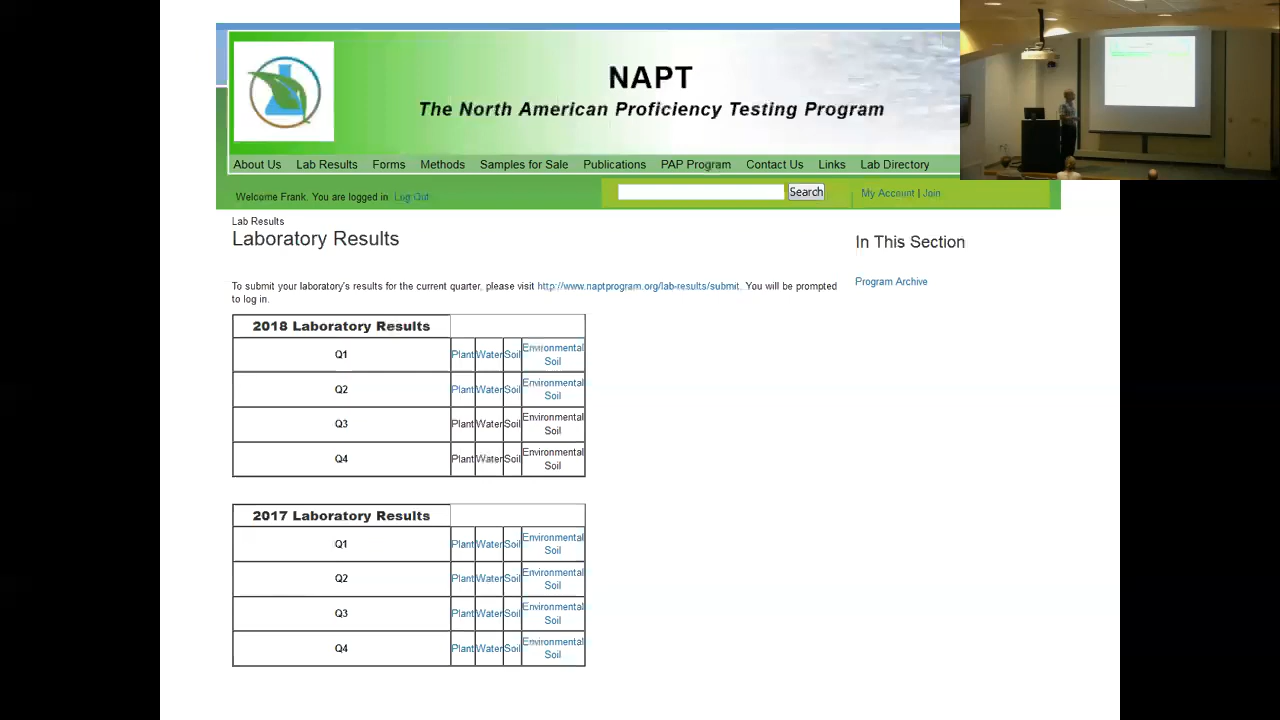 NAPT
The North American Proficiency Testing Program
About Us Lab Results Forms Methods Samples for Sale Publications PAP Program Contact Us Links Lab Directory
Welcome Frank. You are logged in Log Out
Search
My Account | Join
Lab Results
Laboratory Results
To submit your laboratory's results for the current quarter, please visit http://www.naptprogram.org/lab-results/submit. You will be prompted
to log in.
2018 Laboratory Results
Q1 Plant Water Soil Environmental
Soil
Q2 Plant Water Soil Environmental
Soil
Q3 Plant Water Soil Environmental
Soil
Q4 Plant Water Soil Environmental
Soil
2017 Laboratory Results
Q1 Plant Water Soil Environmental
Soil
Q2 Plant Water Soil Environmental
Soil
Q3 Plant Water Soil Environmental
Soil
Q4 Plant Water Soil Environmental
Soil
In This Section
Program Archive